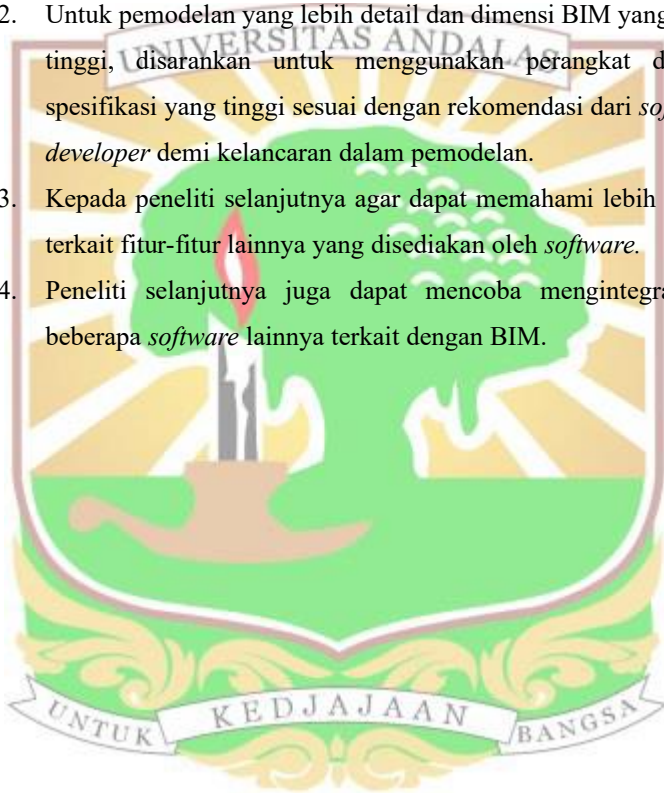 2. Untuk pemodelan yang lebih detail dan dimensi BIM yang
UNIVERSITAS ANDALAS
tinggi, disarankan untuk menggunakan perangkat d
spesifikasi yang tinggi sesuai dengan rekomendasi dari so
developer demi kelancaran dalam pemodelan.
3. Kepada peneliti selanjutnya agar dapat memahami lebih
terkait fitur-fitur lainnya yang disediakan oleh software.
4. Peneliti selanjutnya juga dapat mencoba mengintegra
beberapa software lainnya terkait dengan BIM.
UNTUK KEDJAJAAN BANGSA